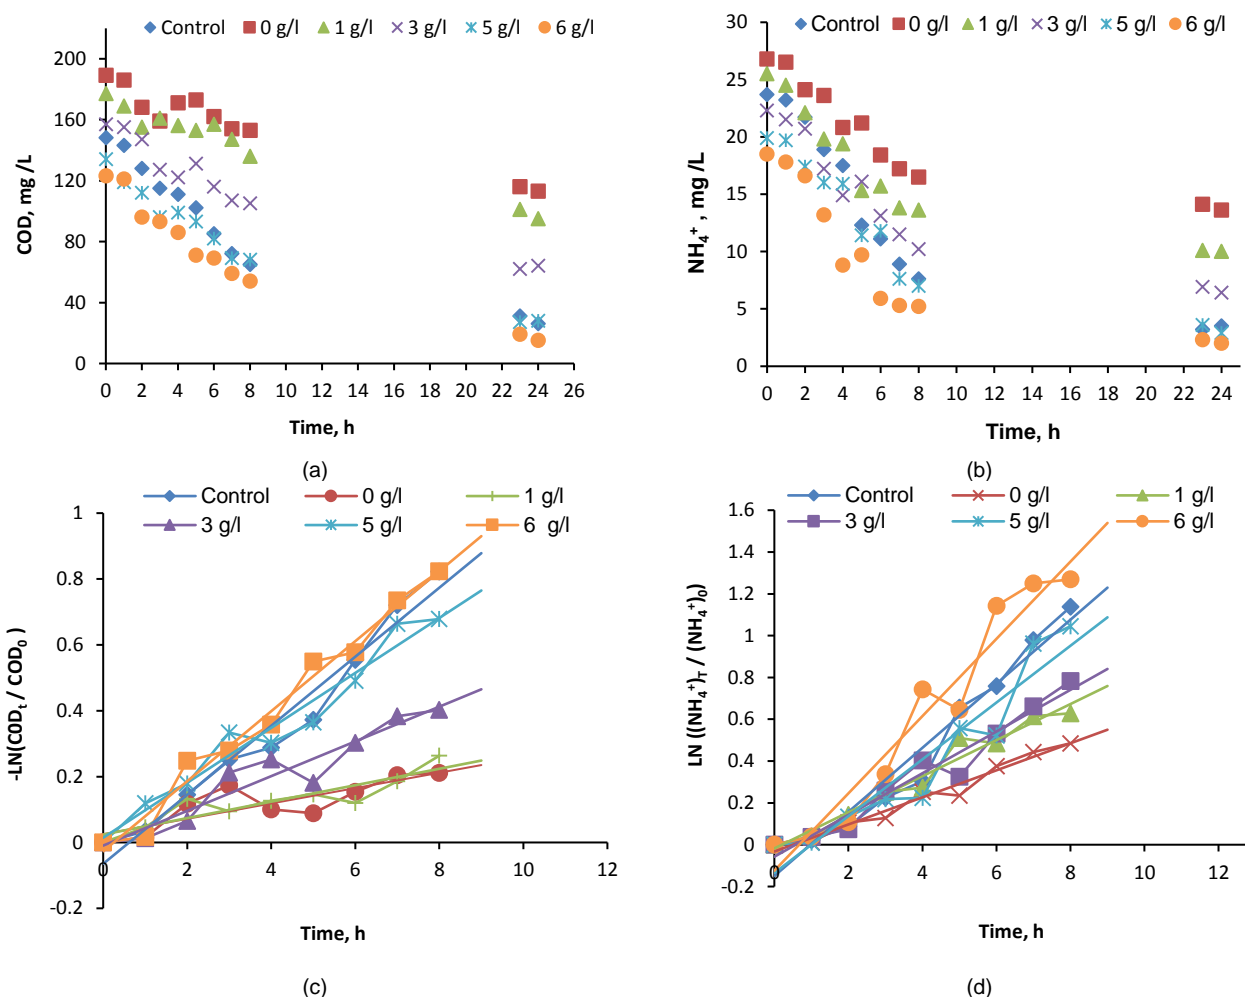 Control 0 g/l 1 g/l 3 g/l 5 g/l 6 g/l
200
160
120
80
40
0
COD, mg /L
0 2 4 6 8 10 12 14 16 18 20 22 24 26
Time, h
(a)
Control 0 g/l 1 g/l 3 g/l 5 g/l 6 g/l
30
25
20
15
10
5
0
NH₄⁺ , mg /L
0 2 4 6 8 10 12 14 16 18 20 22 24
Time, h
(b)
Control 0 g/l 1 g/l
3 g/l 5 g/l 6 g/l
1
0.8
0.6
0.4
0.2
0
-0.2
-LN(CODₜ / COD₀ )
0 2 4 6 8 10 12
Time, h
(c)
Control 0 g/l 1 g/l
3 g/l 5 g/l 6 g/l
1.6
1.4
1.2
1
0.8
0.6
0.4
0.2
0
-0.2
LN ((NH₄⁺)T / (NH₄⁺)₀)
0 2 4 6 8 10 12
Time, h
(d)